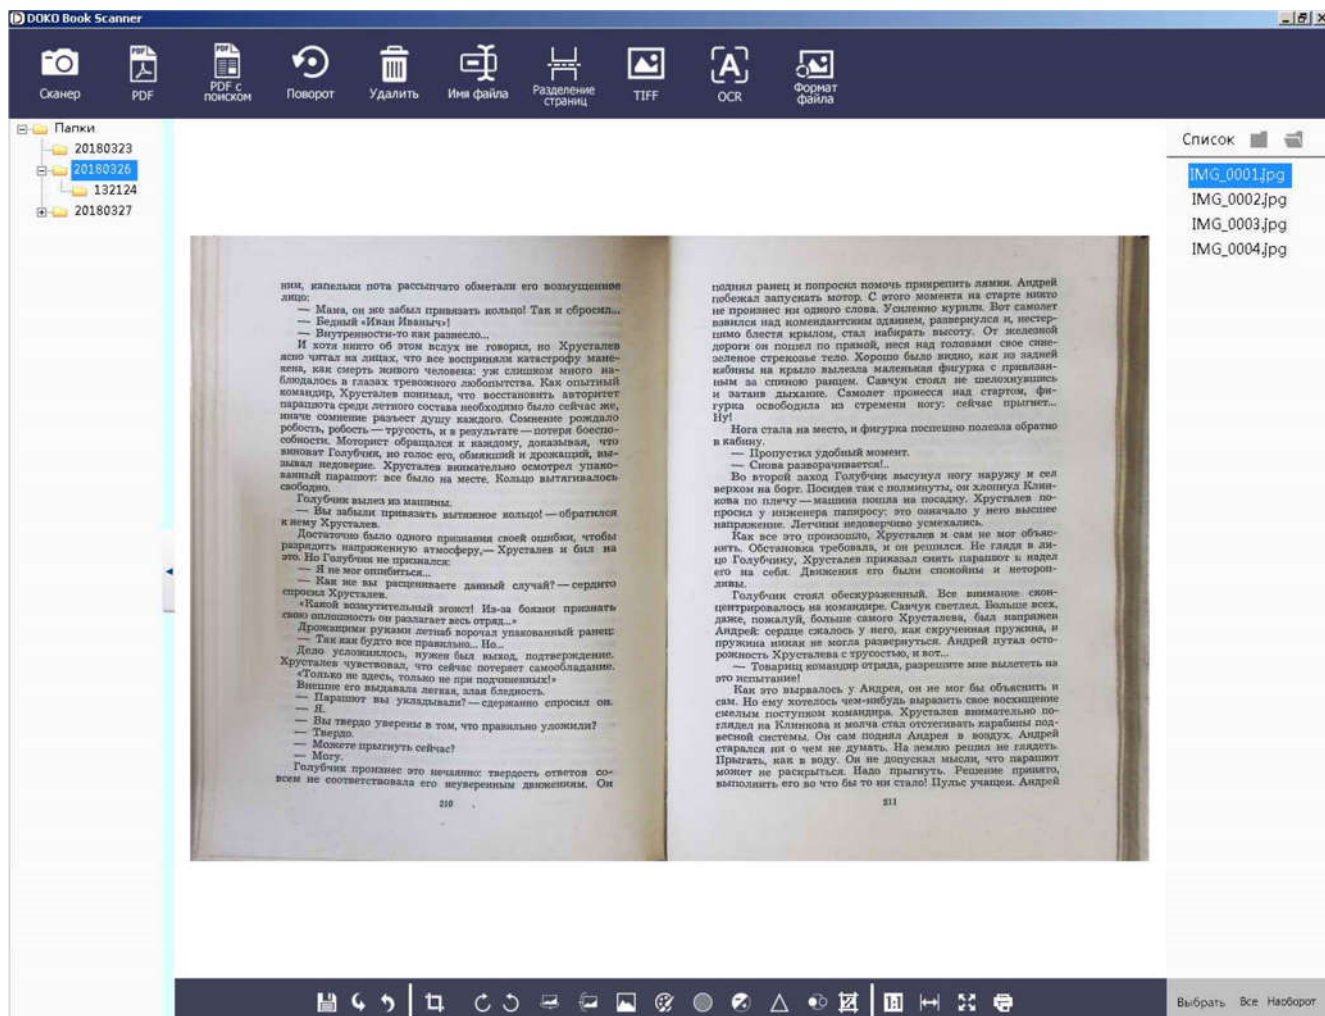 DOKO Book Scanner
Сканер
PDF
PDF с поиском
Поворот
Удалить
Имя файла
Разделение страниц
TIFF
OCR
Формат файла
Папки
20180323
20180326
132124
20180327
Список
IMG_0001.jpg
IMG_0002.jpg
IMG_0003.jpg
IMG_0004.jpg
нии, капельки пота рассыпчато обметали его возмущенное
лицо:
— Мама, он же забыл привязать кольцо! Так и сбросил...
— Бедный «Иван Иваныч»!
— Внутренности-то как разнесло...
И хотя никто об этом вслух не говорил, но Хрусталев
ясно читал на лицах, что все восприняли катастрофу мане-
кена, как смерть живого человека: уж слишком много на-
блюдалось в глазах тревожного любопытства. Как опытный
командир, Хрусталев понимал, что восстановить авторитет
парашюта среди летного состава необходимо было сейчас же,
иначе сомнение разъест душу каждого. Сомнение рождало
робость, робость — трусость, и в результате — потеря боеспо-
собности. Моторист обращался к каждому, доказывая, что
виноват Голубчик, но голос его, обмякший и дрожащий, вы-
зывал недоверие. Хрусталев внимательно осмотрел упако-
ванный парашют: все было на месте. Кольцо вытягивалось
свободно.
Голубчик вылез из машины.
— Вы забыли привязать вытяжное кольцо! — обратился
к нему Хрусталев.
Достаточно было одного признания своей ошибки, чтобы
разрядить напряженную атмосферу,— Хрусталев и бил на
это. Но Голубчик не признался:
— Я не мог ошибиться...
— Как же вы расцениваете данный случай? — сердито
спросил Хрусталев.
«Какой возмутительный эгоист! Из-за боязни признать
свою оплошность он разлагает весь отряд...»
Дрожащими руками летнаб ворочал упакованный ранец:
— Так как будто все правильно... Но...
Дело усложнялось, нужен был выход, подтверждение.
Хрусталев чувствовал, что сейчас потеряет самообладание.
«Только не здесь, только не при подчиненных!»
Внешне его выдавала легкая, злая бледность.
— Парашют вы укладывали? — сдержанно спросил он.
— Я.
— Вы твердо уверены в том, что правильно уложили?
— Твердо.
— Можете прыгнуть сейчас?
— Могу.
Голубчик произнес это нечаянно: твердость ответов со-
всем не соответствовала его неуверенным движениям. Он
210
поднял ранец и попросил помочь прикрепить лямки. Андрей
побежал запускать мотор. С этого момента на старте никто
не произнес ни одного слова. Усиленно курили. Вот самолет
взвился над комендантским зданием, развернулся и, нестер-
пимо блестя крылом, стал набирать высоту. От железной
дороги он пошел по прямой, неся над головами свое сине-
зеленое стрекозье тело. Хорошо было видно, как из задней
кабины на крыло вылезла маленькая фигурка с привязан-
ным за спиною ранцем. Савчук стоял не шелохнувшись
и затаив дыхание. Самолет пронесся над стартом, фи-
гурка освободила из стремени ногу: сейчас прыгнет...
Ну!
Нога стала на место, и фигурка поспешно полезла обратно
в кабину.
— Пропустил удобный момент.
— Снова разворачивается!..
Во второй заход Голубчик высунул ногу наружу и сел
верхом на борт. Посидев так с полминуты, он хлопнул Клин-
кова по плечу — машина пошла на посадку. Хрусталев по-
просил у инженера папиросу: это означало у него высшее
напряжение. Летчики недоверчиво усмехались.
Как все это произошло, Хрусталев и сам не мог объяс-
нить. Обстановка требовала, и он решился. Не глядя в ли-
цо Голубчику, Хрусталев приказал снять парашют и надел
его на себя. Движения его были спокойны и неторопливы.
Голубчик стоял обескураженный. Все внимание скон-
центрировалось на командире. Савчук светлел. Больше всех,
даже, пожалуй, больше самого Хрусталева, был напряжен
Андрей: сердце сжалось у него, как скрученная пружина, и
пружина никак не могла развернуться. Андрей путал осто-
рожность Хрусталева с трусостью, и вот...
— Товарищ командир отряда, разрешите мне вылететь на
это испытание!
Как это вырвалось у Андрея, он не мог бы объяснить и
сам. Но ему хотелось чем-нибудь выразить свое восхищение
смелым поступком командира. Хрусталев внимательно по-
глядел на Клинкова и молча стал отстегивать карабины под-
весной системы. Он сам поднял Андрея в воздух. Андрей
старался ни о чем не думать. На землю решил не глядеть.
Прыгать, как в воду. Он не допускал мысли, что парашют
может не раскрыться. Надо прыгнуть. Решение принято,
выполнить его во что бы то ни стало! Пульс учащен. Андрей
211
1:1
Выбрать Все Наоборот